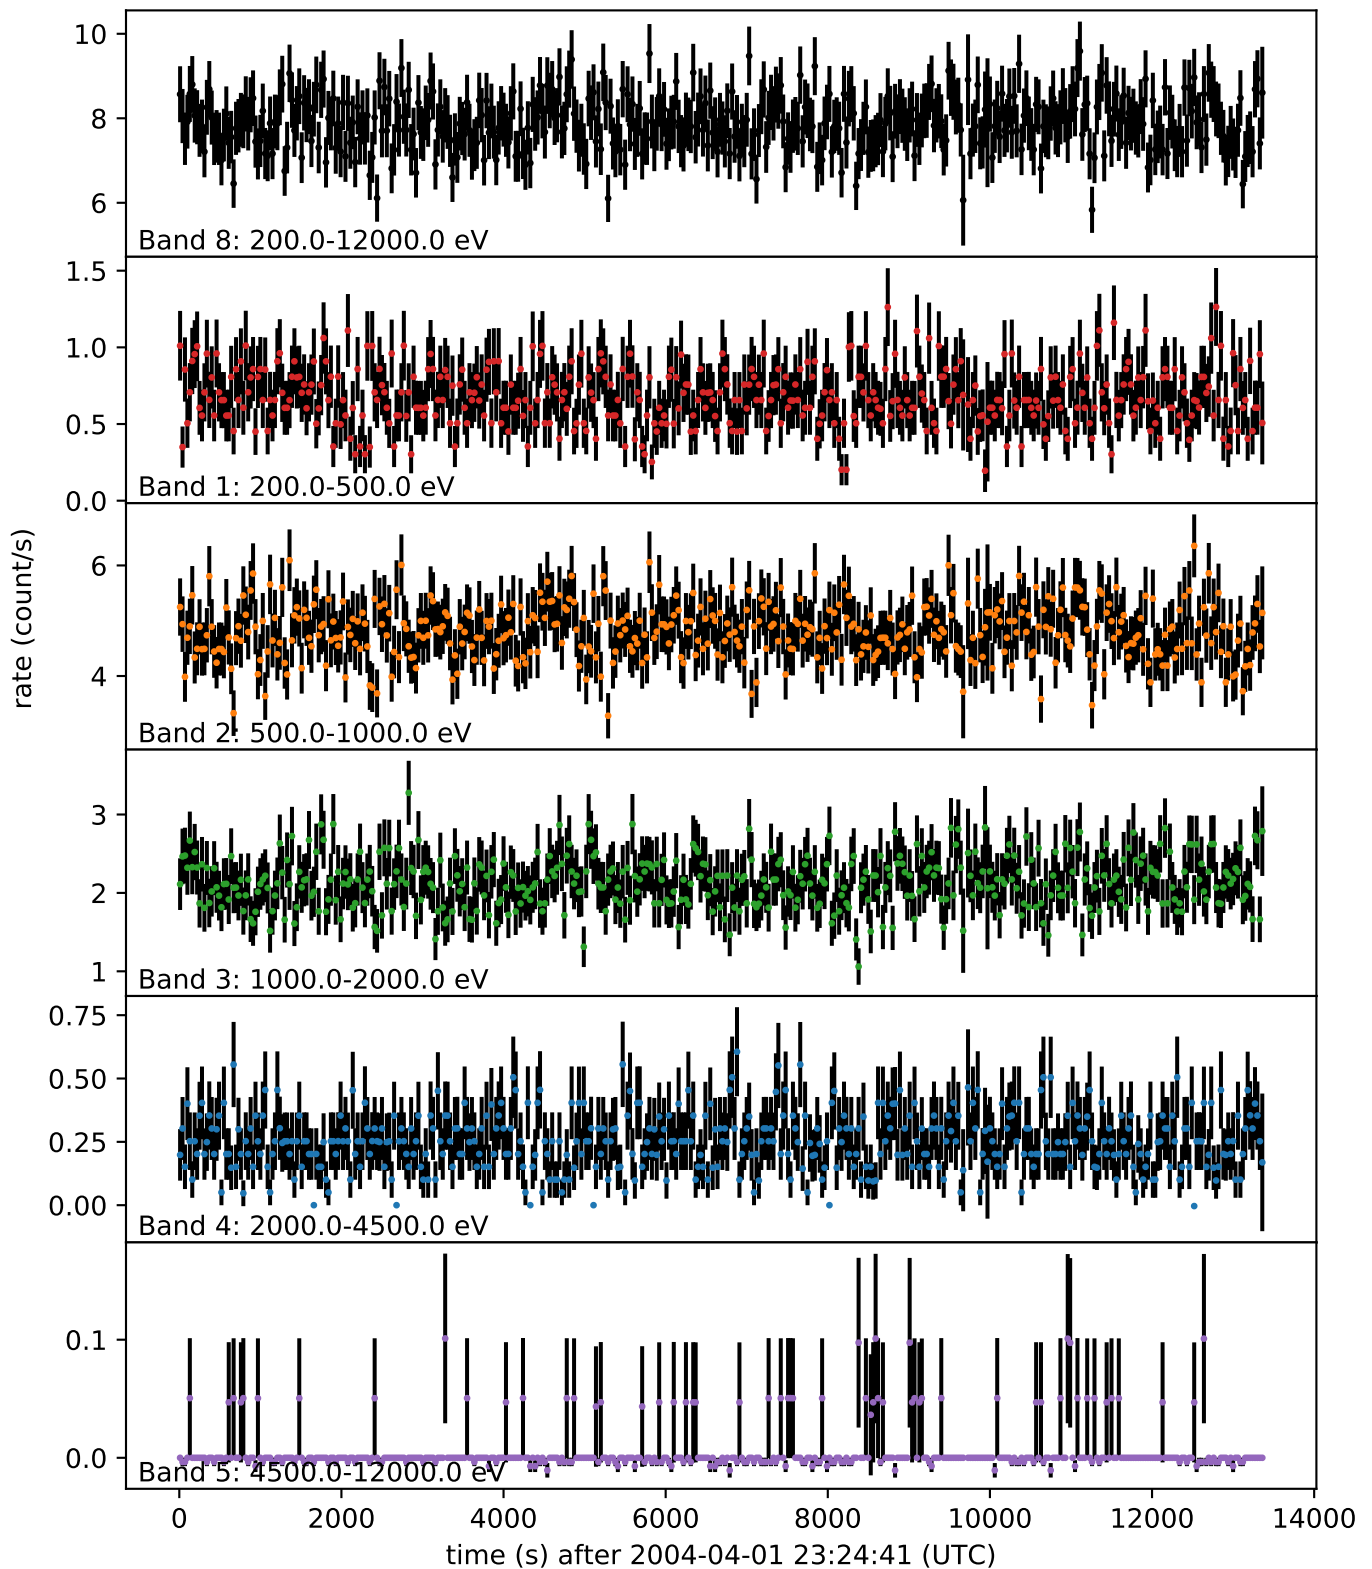 10
8
6
Band 8: 200.0-12000.0 eV
1.5
1.0
0.5
0.0
Band 1: 200.0-500.0 eV
6
4
Band 2: 500.0-1000.0 eV
rate (count/s)
3
2
1
Band 3: 1000.0-2000.0 eV
0.75
0.50
0.25
0.00
Band 4: 2000.0-4500.0 eV
0.1
0.0
Band 5: 4500.0-12000.0 eV
0 2000 4000 6000 8000 10000 12000 14000
time (s) after 2004-04-01 23:24:41 (UTC)